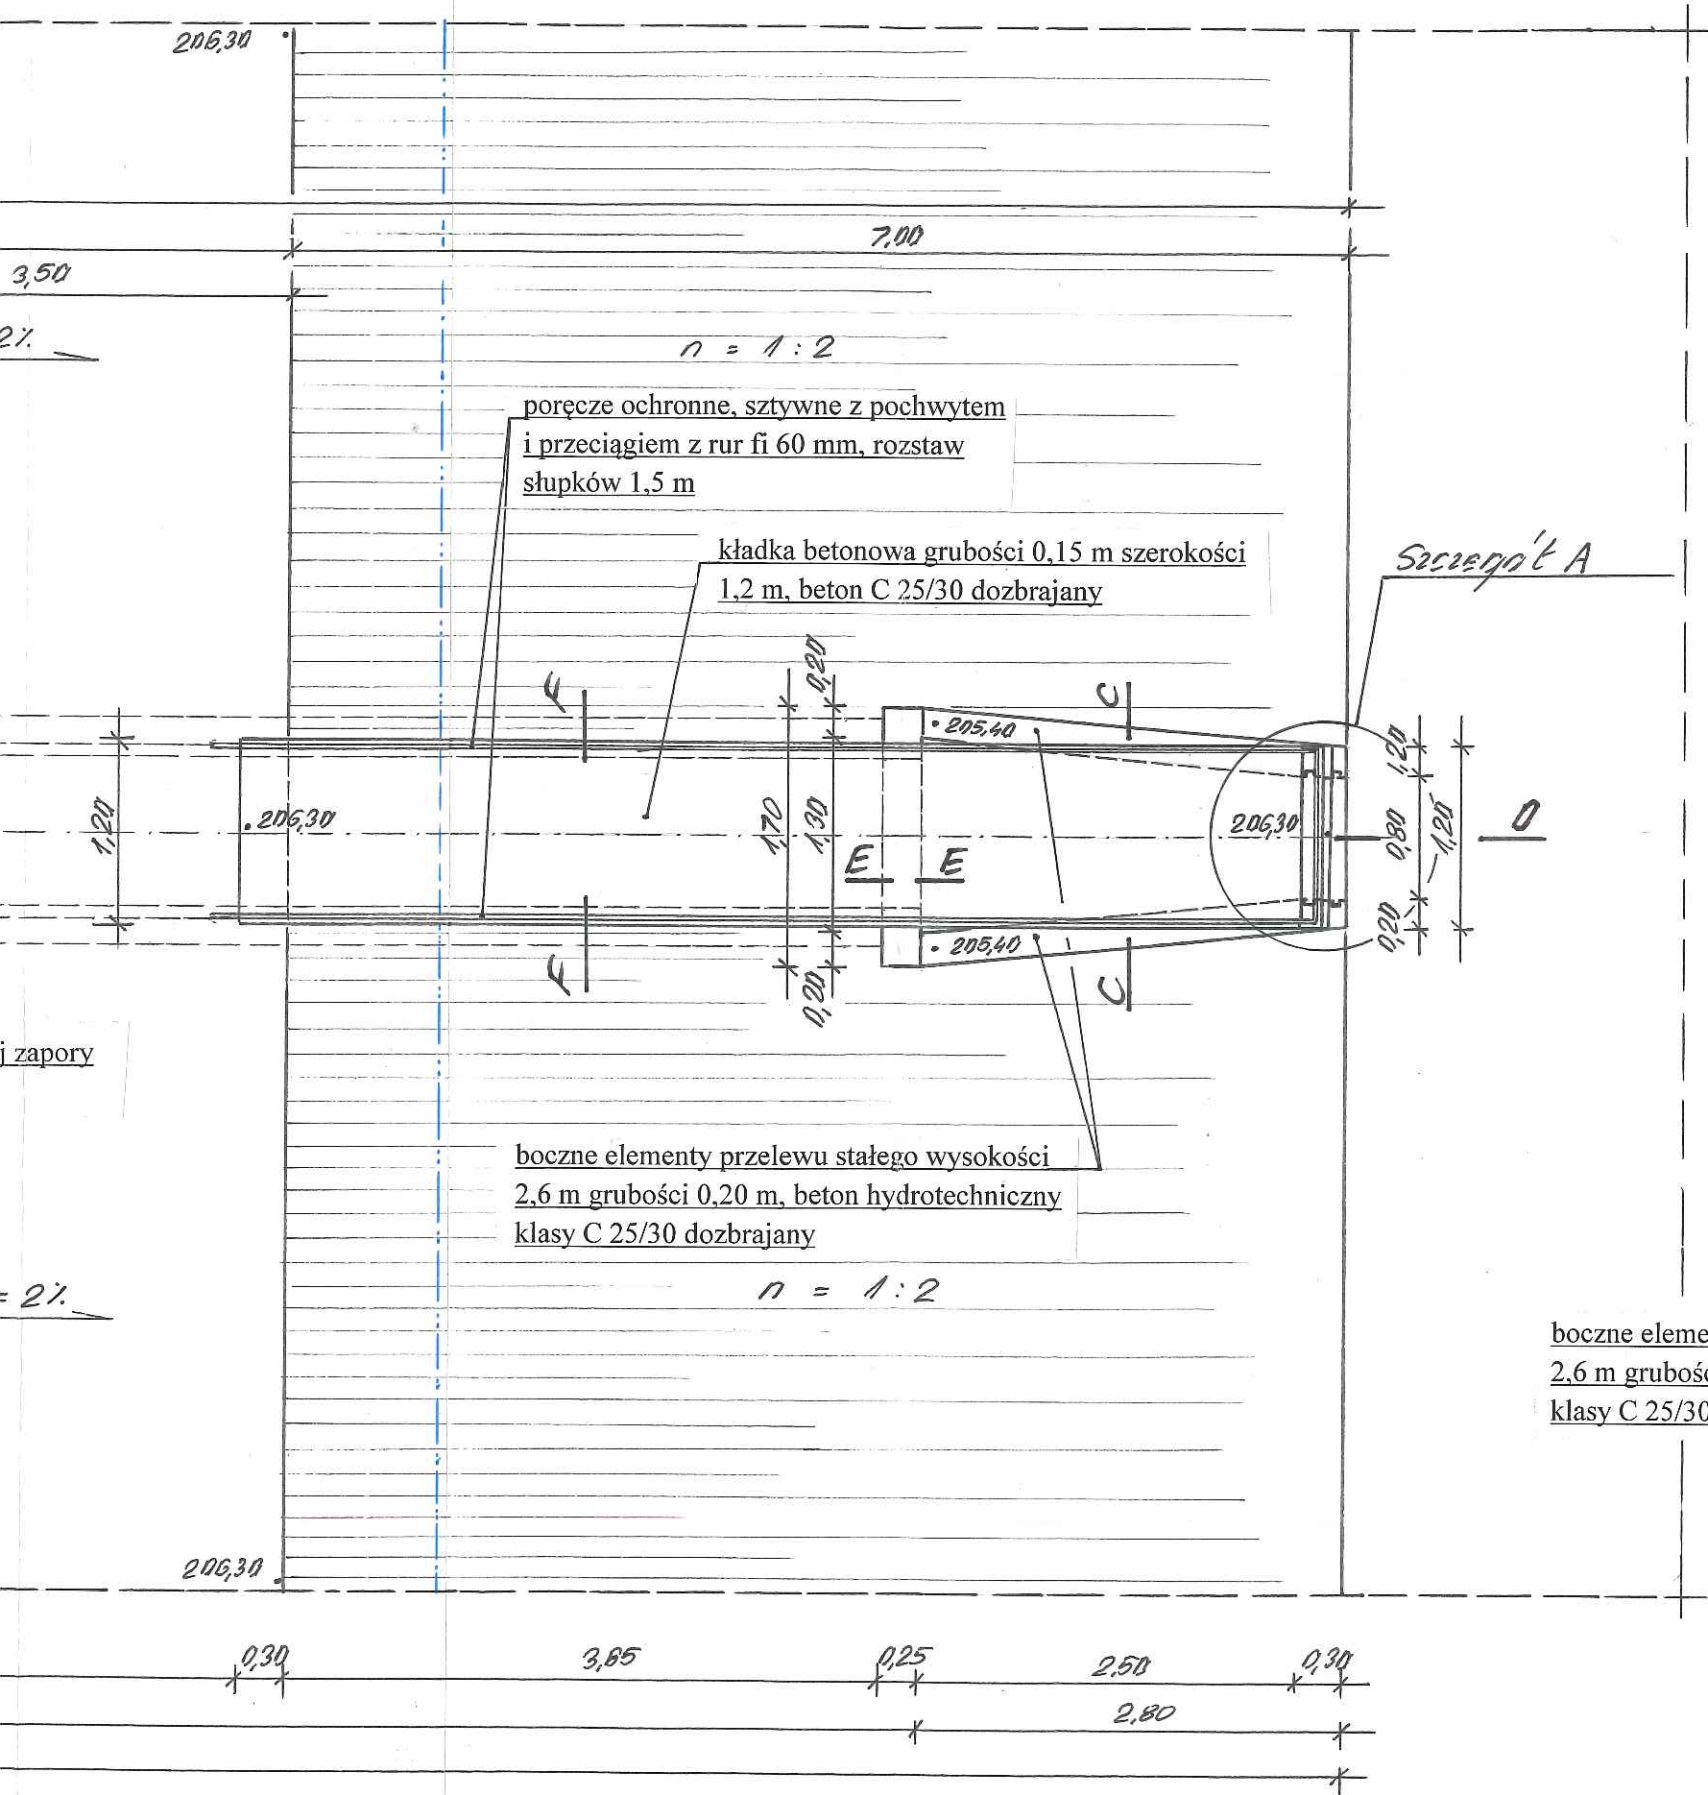 206,30
7,00
3,50
2%
n = 1:2
poręcze ochronne, sztywne z pochwytem
i przeciągiem z rur fi 60 mm, rozstaw
słupków 1,5 m
kładka betonowa grubości 0,15 m szerokości
1,2 m, beton C 25/30 dozbrajany
Szczegół A
F
0,20
C
205,40
1,20
206,30
1,70
1,30
E
E
206,30
0,80
1,20
D
0,20
F
0,20
205,40
C
j zapory
boczne elementy przelewu stałego wysokości
2,6 m grubości 0,20 m, beton hydrotechniczny
klasy C 25/30 dozbrajany
n = 1:2
= 2%
boczne eleme
2,6 m gruboś
klasy C 25/30
206,30
0,30
3,65
0,25
2,50
0,30
2,80